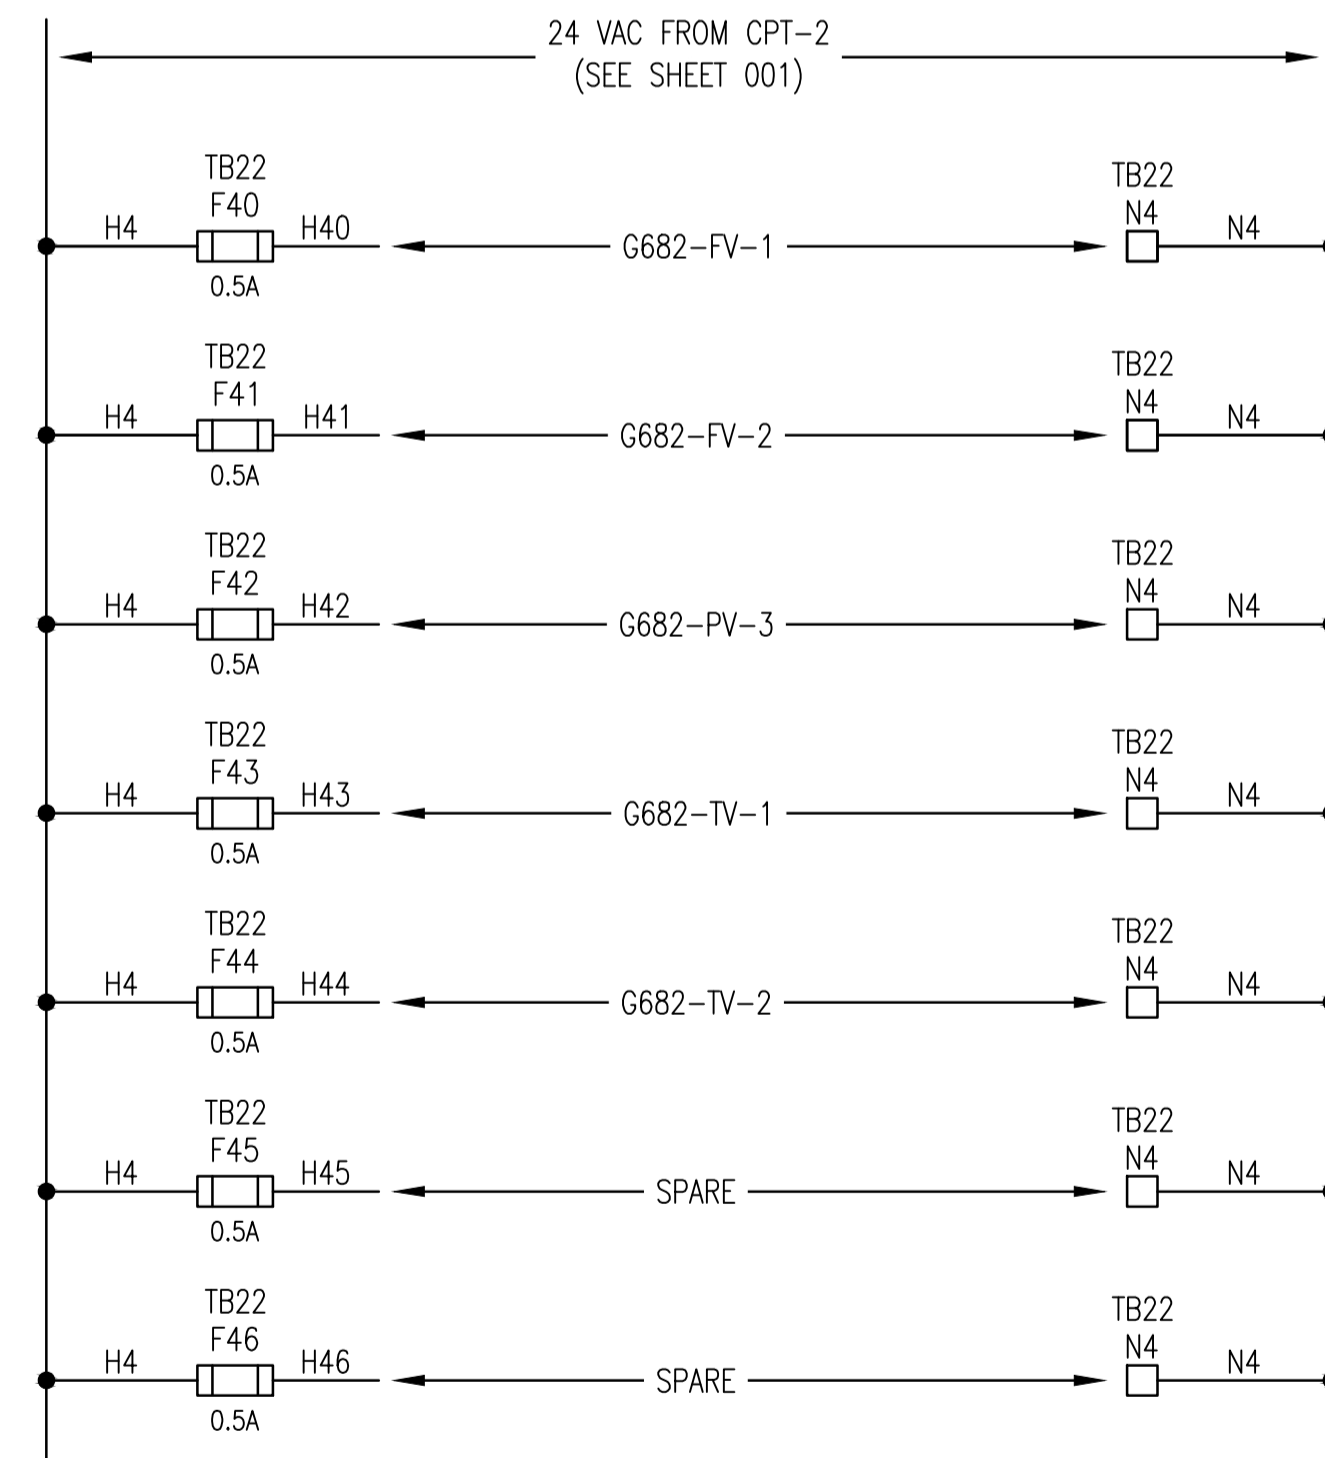 24 VAC FROM CPT-2
(SEE SHEET 001)
TB22
F40
H4
H40
0.5A
G682-FV-1
TB22
N4
N4
TB22
F41
H4
H41
0.5A
G682-FV-2
TB22
N4
N4
TB22
F42
H4
H42
0.5A
G682-PV-3
TB22
N4
N4
TB22
F43
H4
H43
0.5A
G682-TV-1
TB22
N4
N4
TB22
F44
H4
H44
0.5A
G682-TV-2
TB22
N4
N4
TB22
F45
H4
H45
0.5A
SPARE
TB22
N4
N4
TB22
F46
H4
H46
0.5A
SPARE
TB22
N4
N4